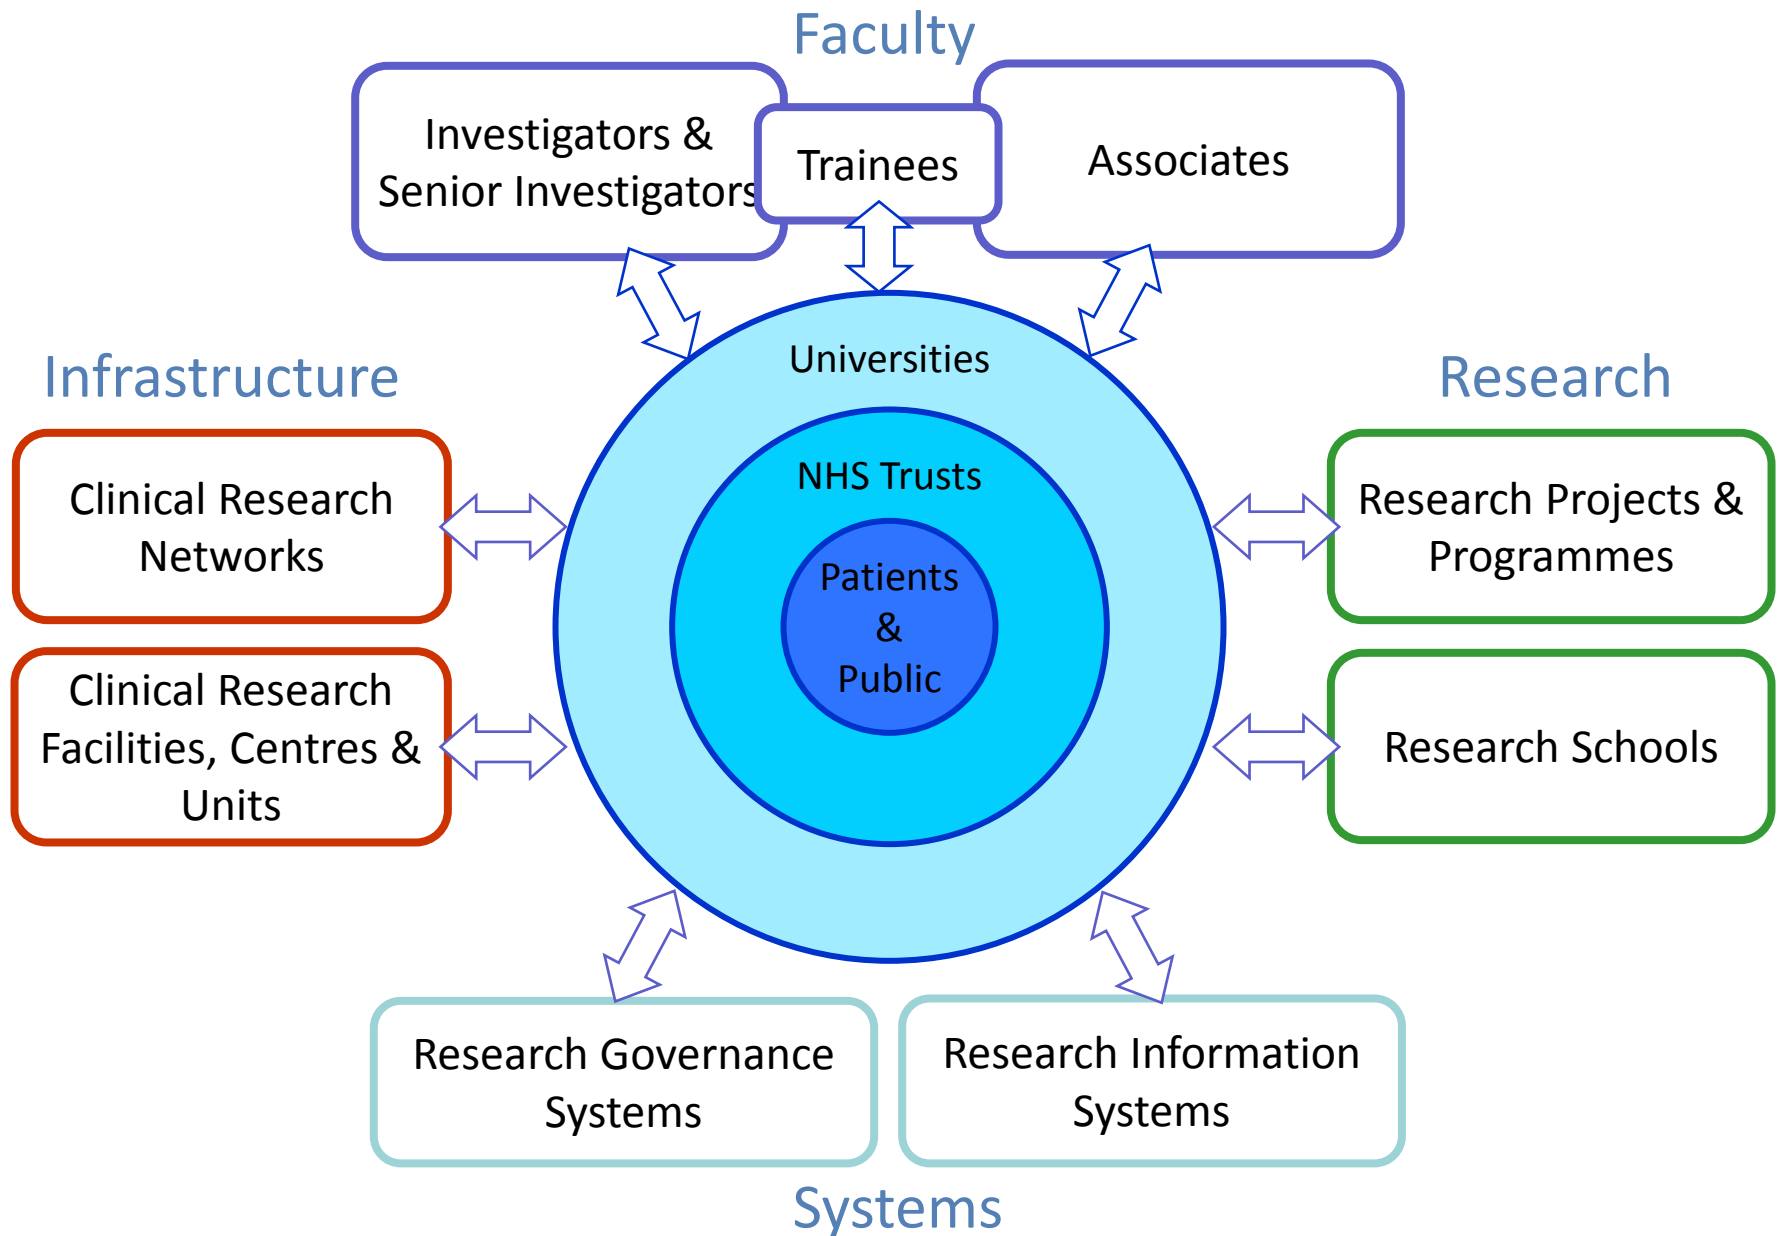 Faculty
Investigators &
Senior Investigators
Trainees
Associates
Infrastructure
Clinical Research
Networks
Clinical Research
Facilities, Centres &
Units
Universities
NHS Trusts
Patients
&
Public
Research
Research Projects &
Programmes
Research Schools
Research Governance
Systems
Research Information
Systems
Systems